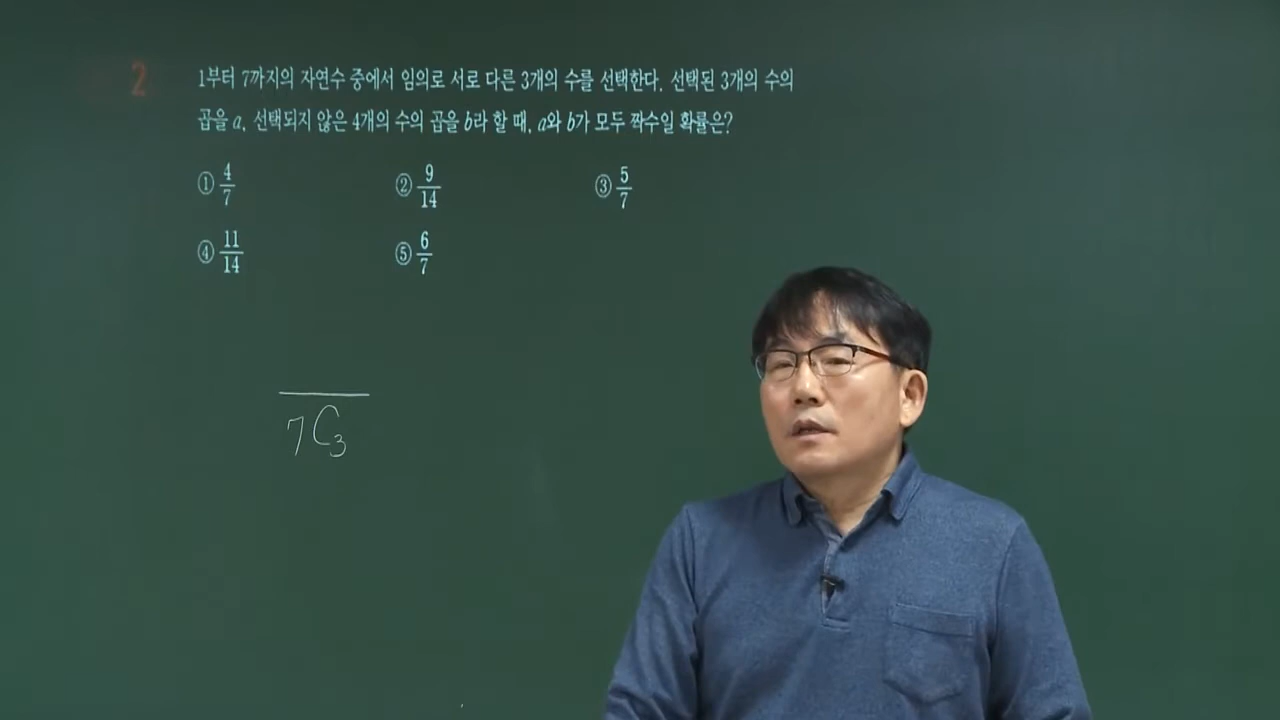 2
1부터 7까지의 자연수 중에서 임의로 서로 다른 3개의 수를 선택한다. 선택된 3개의 수의
곱을 a, 선택되지 않은 4개의 수의 곱을 b라 할 때, a와 b가 모두 짝수일 확률은?
① 4/7 ② 9/14 ③ 5/7
④ 11/14 ⑤ 6/7
7C3